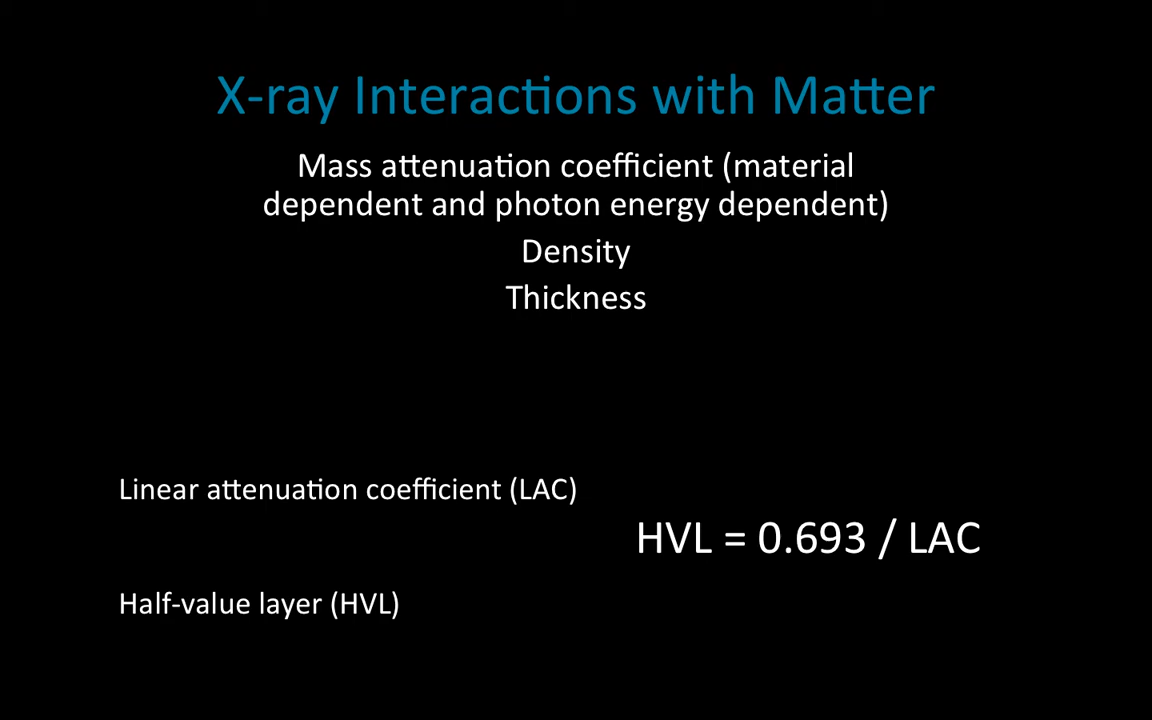 X-ray Interactions with Matter
Mass attenuation coefficient (material
dependent and photon energy dependent)
Density
Thickness
Linear attenuation coefficient (LAC)
HVL = 0.693 / LAC
Half-value layer (HVL)